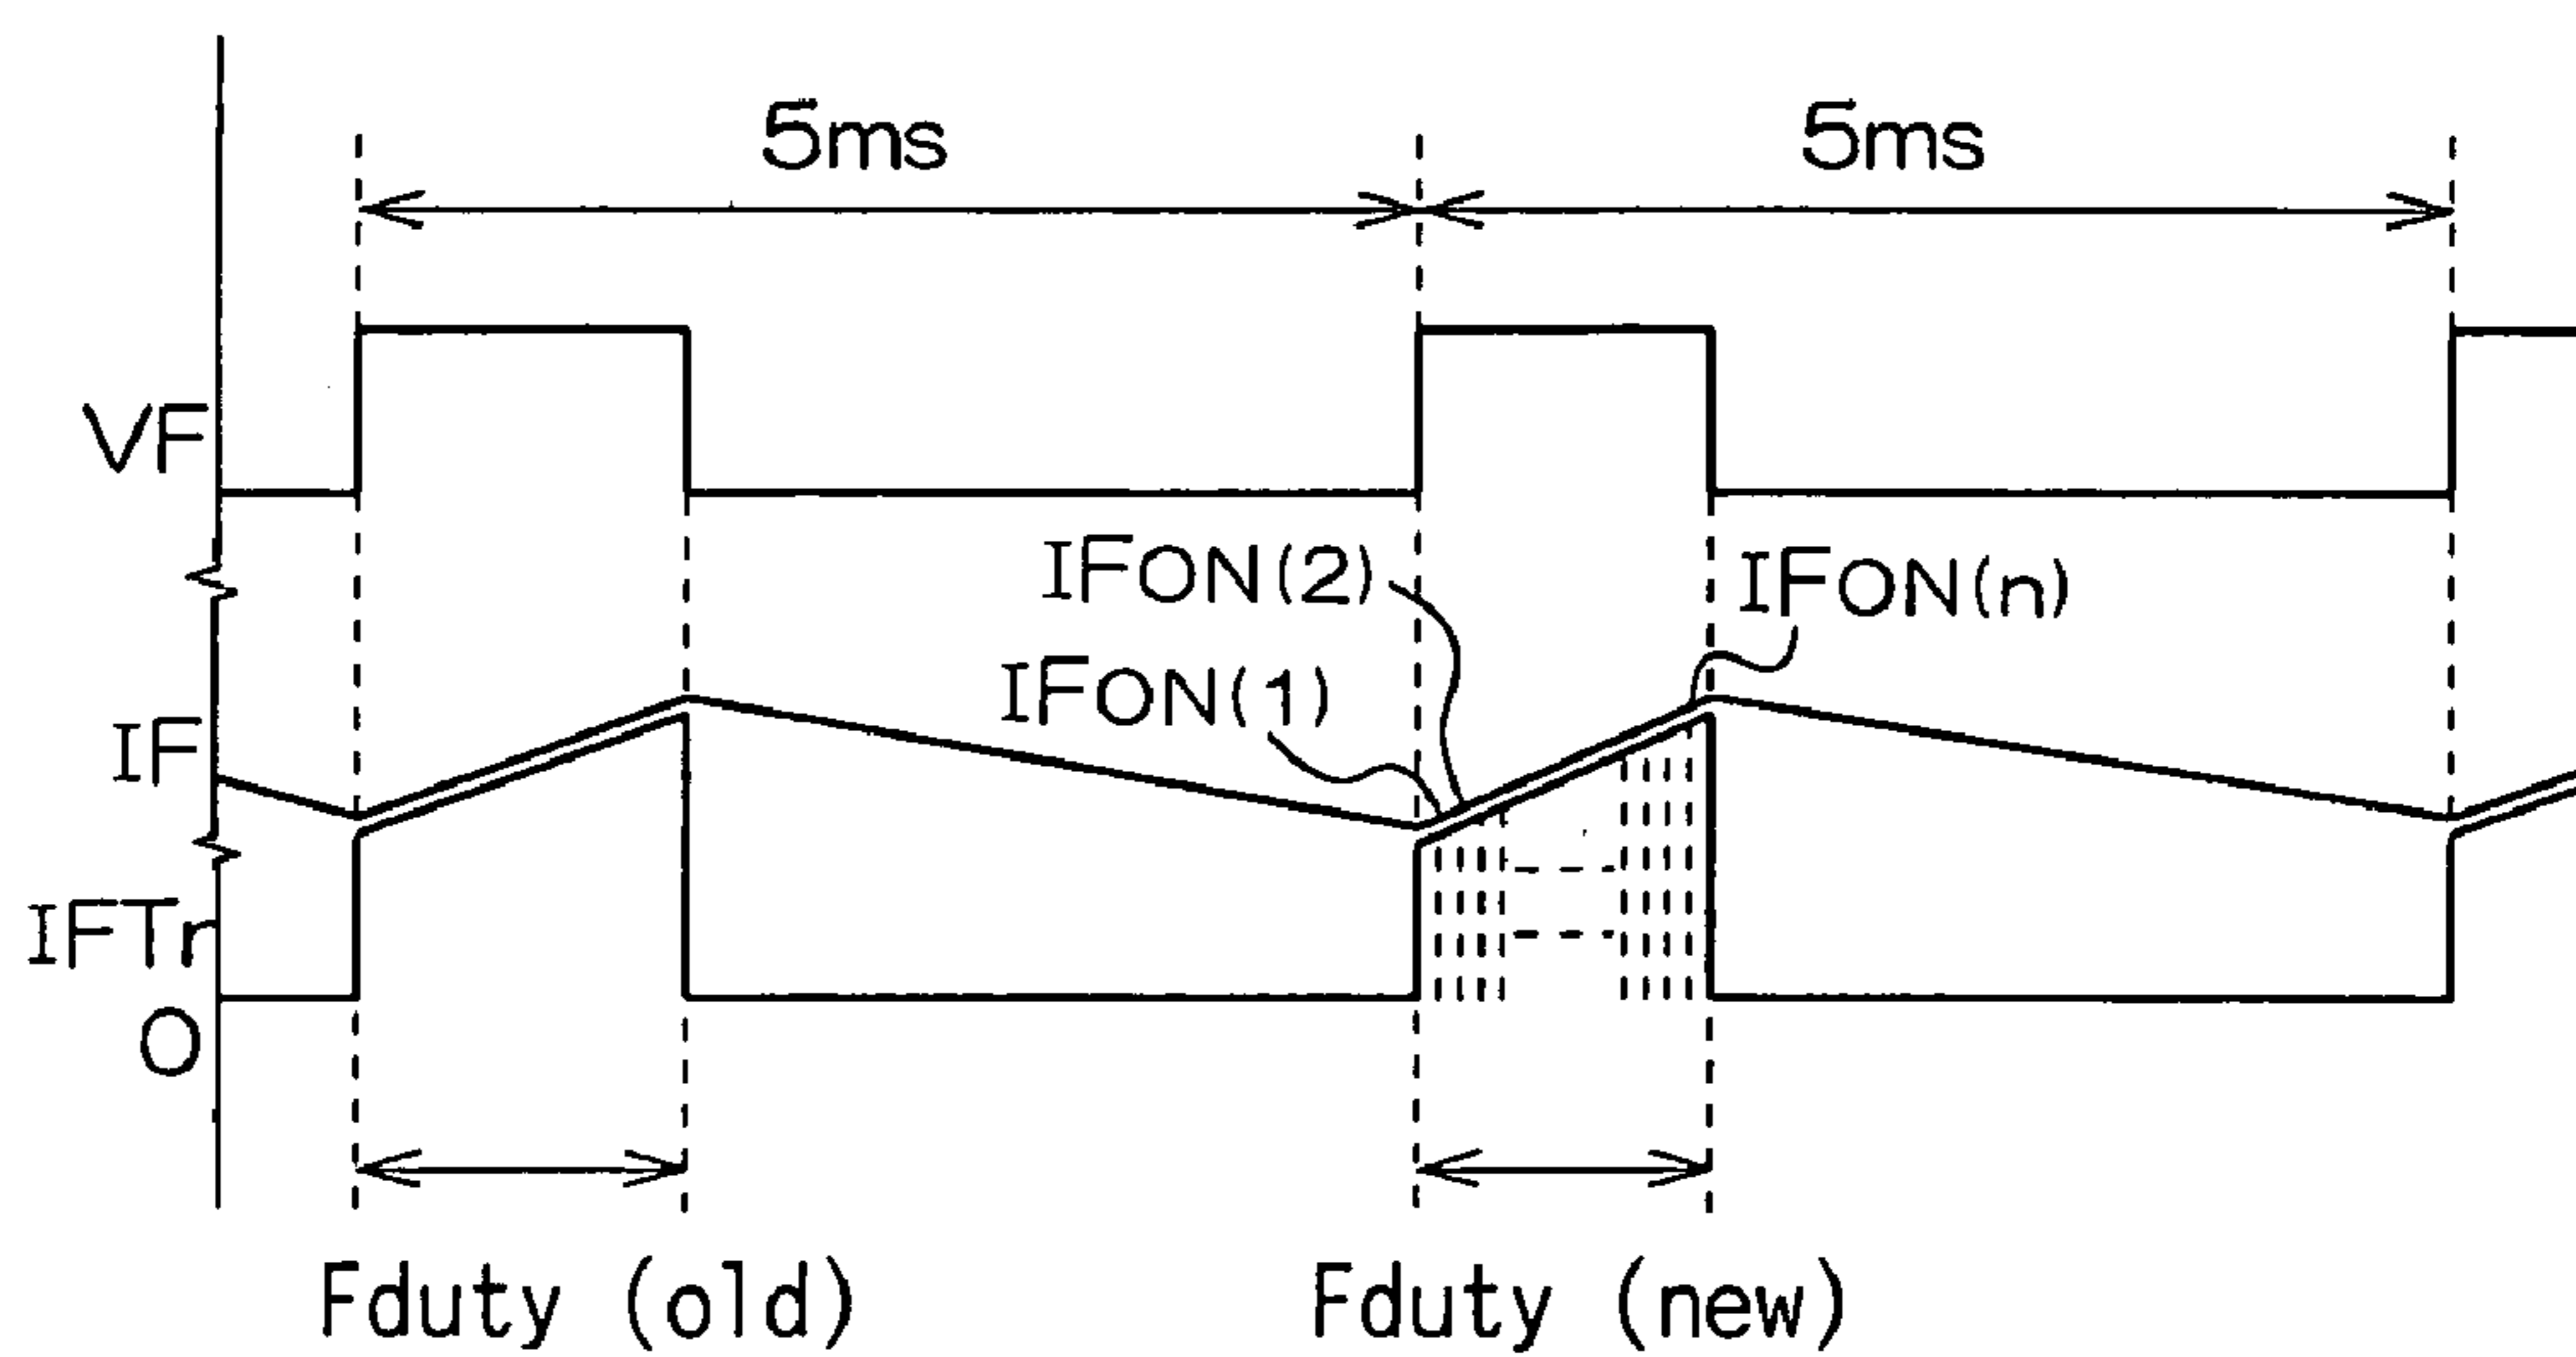 5ms
5ms
VF
IFON(2)
IFON(n)
IFON(1)
IF
IFTr
0
Fduty (old)
Fduty (new)